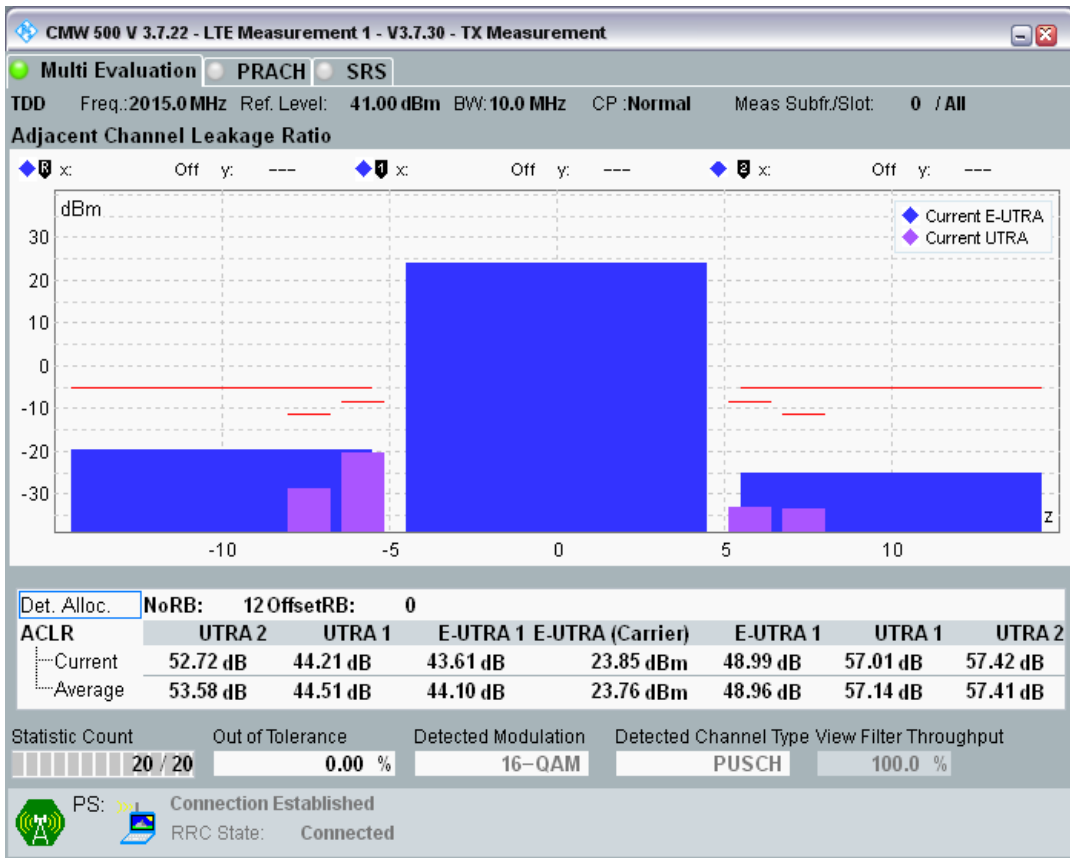 CMW 500 V 3.7.22 - LTE Measurement 1 - V3.7.30 - TX Measurement
Multi Evaluation PRACH SRS
TDD Freq.:2015.0 MHz Ref. Level: 41.00 dBm BW:10.0 MHz CP :Normal Meas Subfr./Slot: 0 / All
Adjacent Channel Leakage Ratio
R x: Off y: --- 1 x: Off y: --- 2 x: Off y: ---
dBm
Current E-UTRA
Current UTRA
30
20
10
0
-10
-20
-30
z
-10 -5 0 5 10
Det. Alloc. NoRB: 12 OffsetRB: 0
ACLR UTRA 2 UTRA 1 E-UTRA 1 E-UTRA (Carrier) E-UTRA 1 UTRA 1 UTRA 2
Current 52.72 dB 44.21 dB 43.61 dB 23.85 dBm 48.99 dB 57.01 dB 57.42 dB
Average 53.58 dB 44.51 dB 44.10 dB 23.76 dBm 48.96 dB 57.14 dB 57.41 dB
Statistic Count Out of Tolerance Detected Modulation Detected Channel Type View Filter Throughput
20 / 20 0.00 % 16-QAM PUSCH 100.0 %
PS: Connection Established
RRC State: Connected